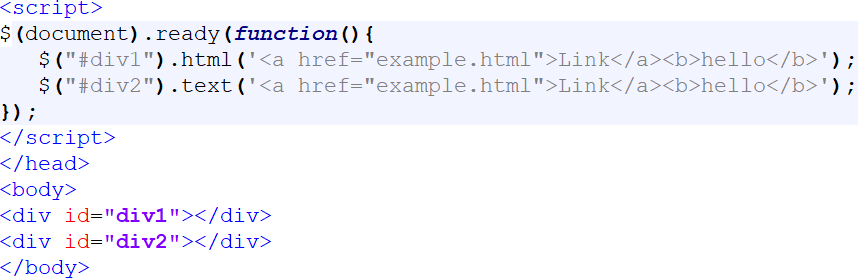 <script>
$(document).ready(function(){
   $("#div1").html('<a href="example.html">Link</a><b>hello</b>');
   $("#div2").text('<a href="example.html">Link</a><b>hello</b>');
});
</script>
</head>
<body>
<div id="div1"></div>
<div id="div2"></div>
</body>